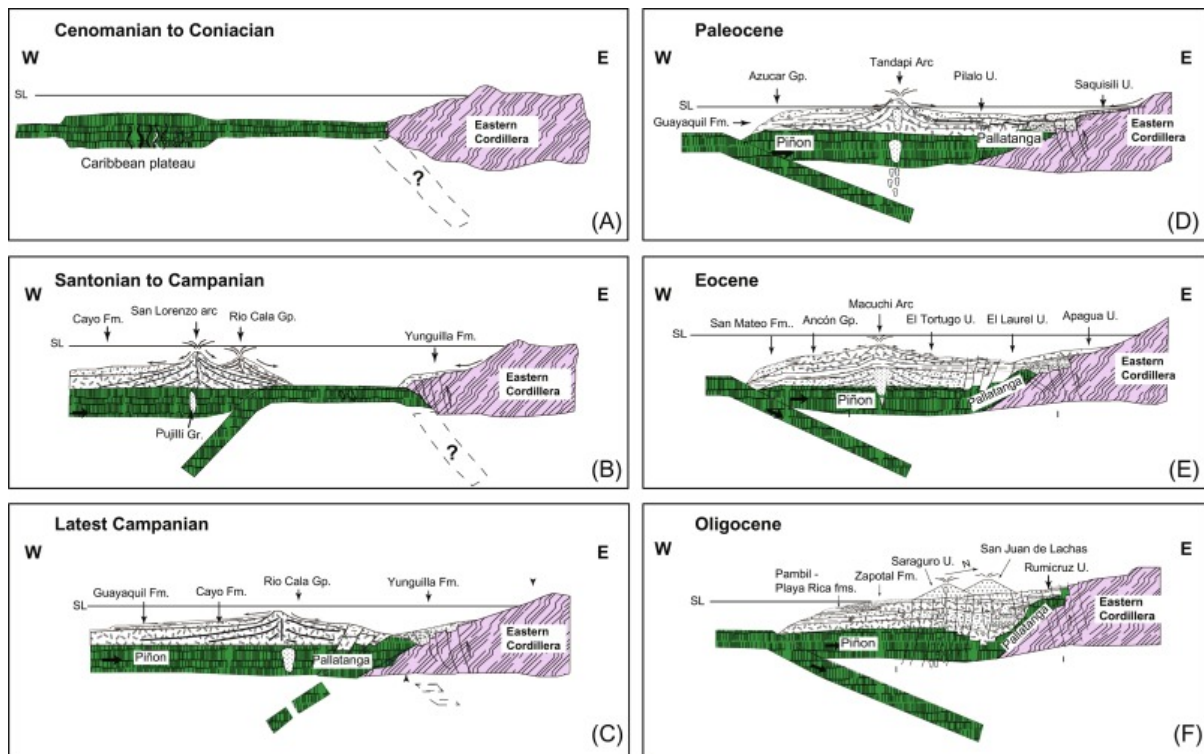 Cenomanian to Coniacian
W
E
SL
Eastern
Cordillera
Caribbean plateau
?
(A)
Santonian to Campanian
W
E
San Lorenzo arc
Cayo Fm.
Rio Cala Gp.
Yunguilla Fm.
SL
Eastern
Cordillera
Pujilli Gr.
?
(B)
Latest Campanian
W
E
Rio Cala Gp.
Yunguilla Fm.
Guayaquil Fm.
Cayo Fm.
SL
Eastern
Cordillera
Piñon
Pallatanga
(C)
Paleocene
W
E
Tandapi Arc
Azucar Gp.
Pilalo U.
Saquisili U.
SL
Guayaquil Fm.
Pallatanga
Piñon
Eastern
Cordillera
(D)
Eocene
W
E
Macuchi Arc
San Mateo Fm..
Ancón Gp.
El Tortugo U.
El Laurel U.
Apagua U.
SL
Eastern
Cordillera
Piñon
Pallatanga
(E)
Oligocene
W
E
San Juan de Lachas
Saraguro U.
N
Rumicruz U.
Pambil -
Playa Rica fms.
Zapotal Fm.
SL
Eastern
Cordillera
Piñon
Pallatanga
(F)